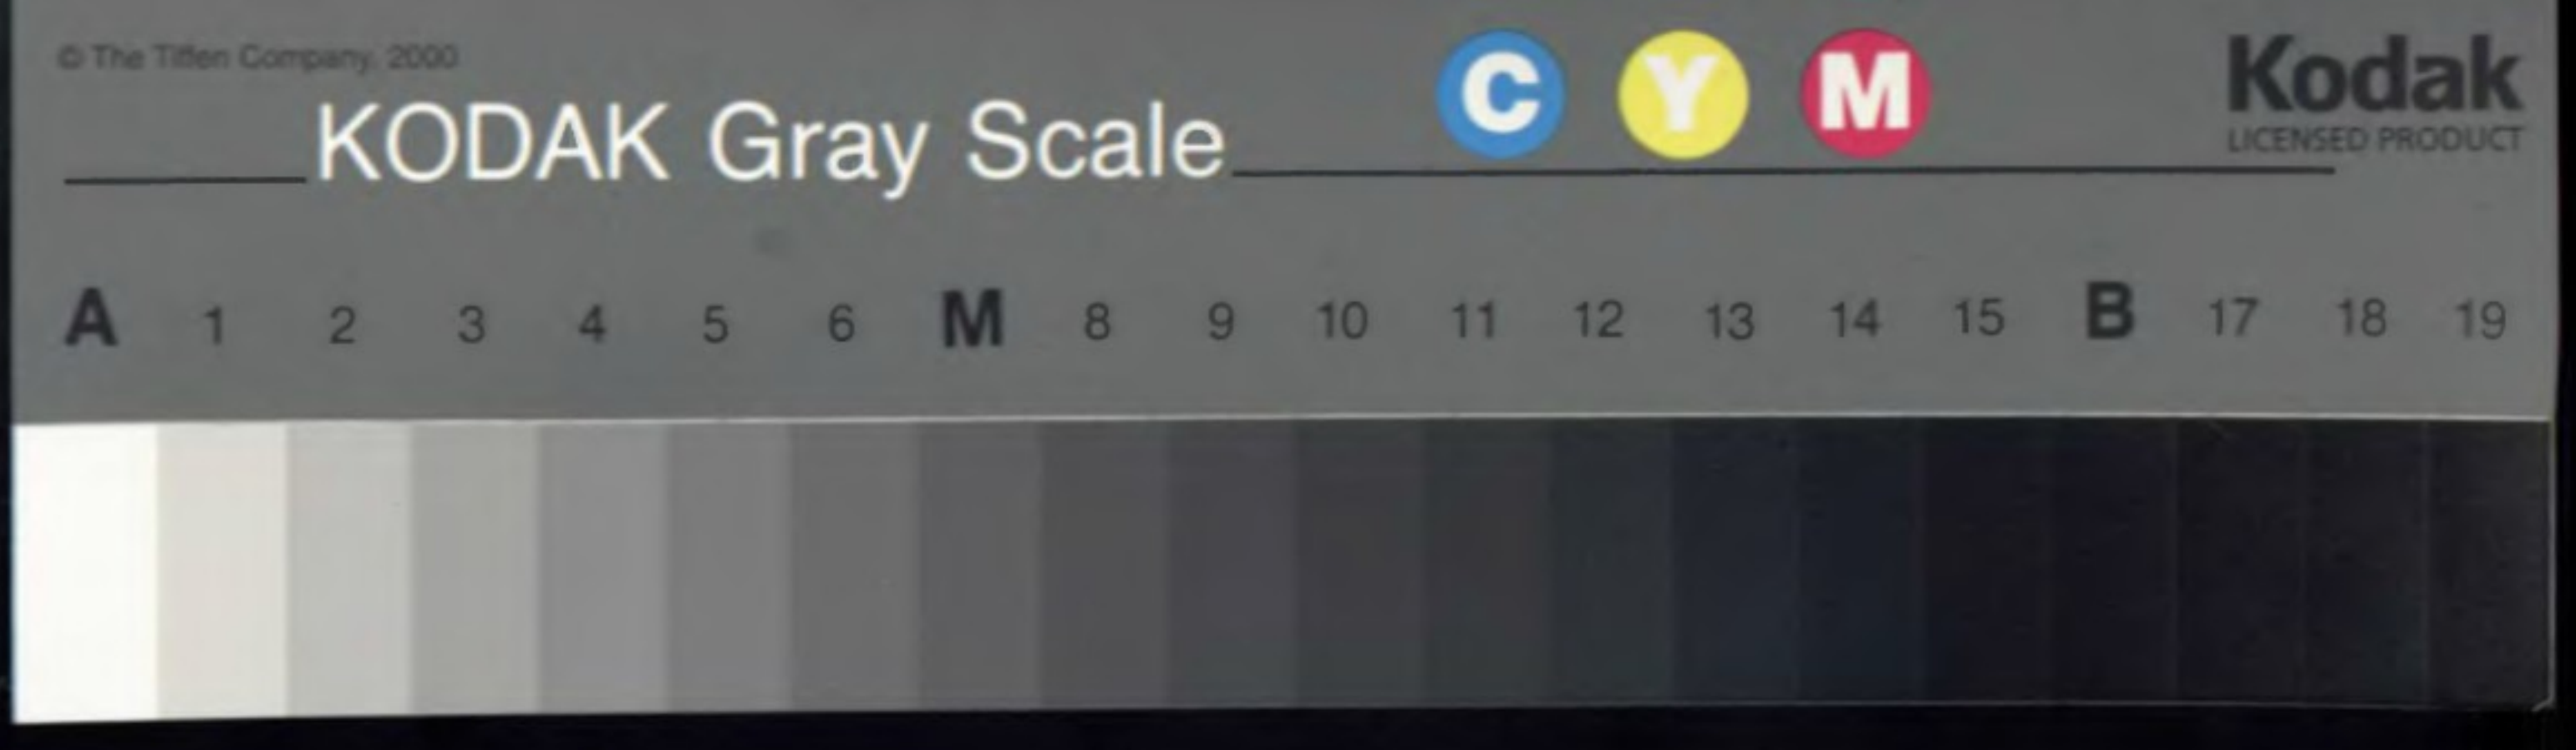 © The Tiffen Company, 2000
KODAK Gray Scale
C Y M
Kodak
LICENSED PRODUCT
A 1 2 3 4 5 6 M 8 9 10 11 12 13 14 15 B 17 18 19